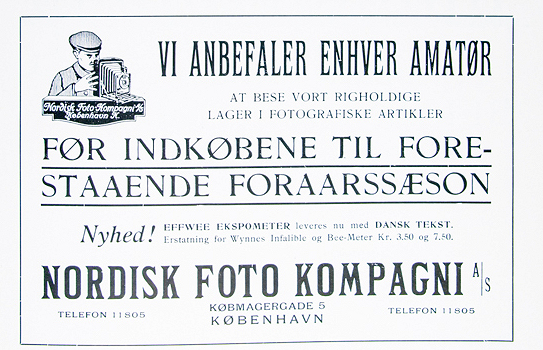 VI ANBEFALER ENHVER AMATØR
Nordisk Foto Kompagni A/S
København K.
AT BESE VORT RIGHOLDIGE
LAGER I FOTOGRAFISKE ARTIKLER
FØR INDKØBENE TIL FORE-
STAAENDE FORAARSSÆSON
Nyhed! EFFWEE EKSPOMETER leveres nu med DANSK TEKST.
Erstatning for Wynnes Infalible og Bee-Meter Kr. 3.50 og 7.50.
NORDISK FOTO KOMPAGNI A/S
TELEFON 11805 KØBMAGERGADE 5 TELEFON 11805
KØBENHAVN